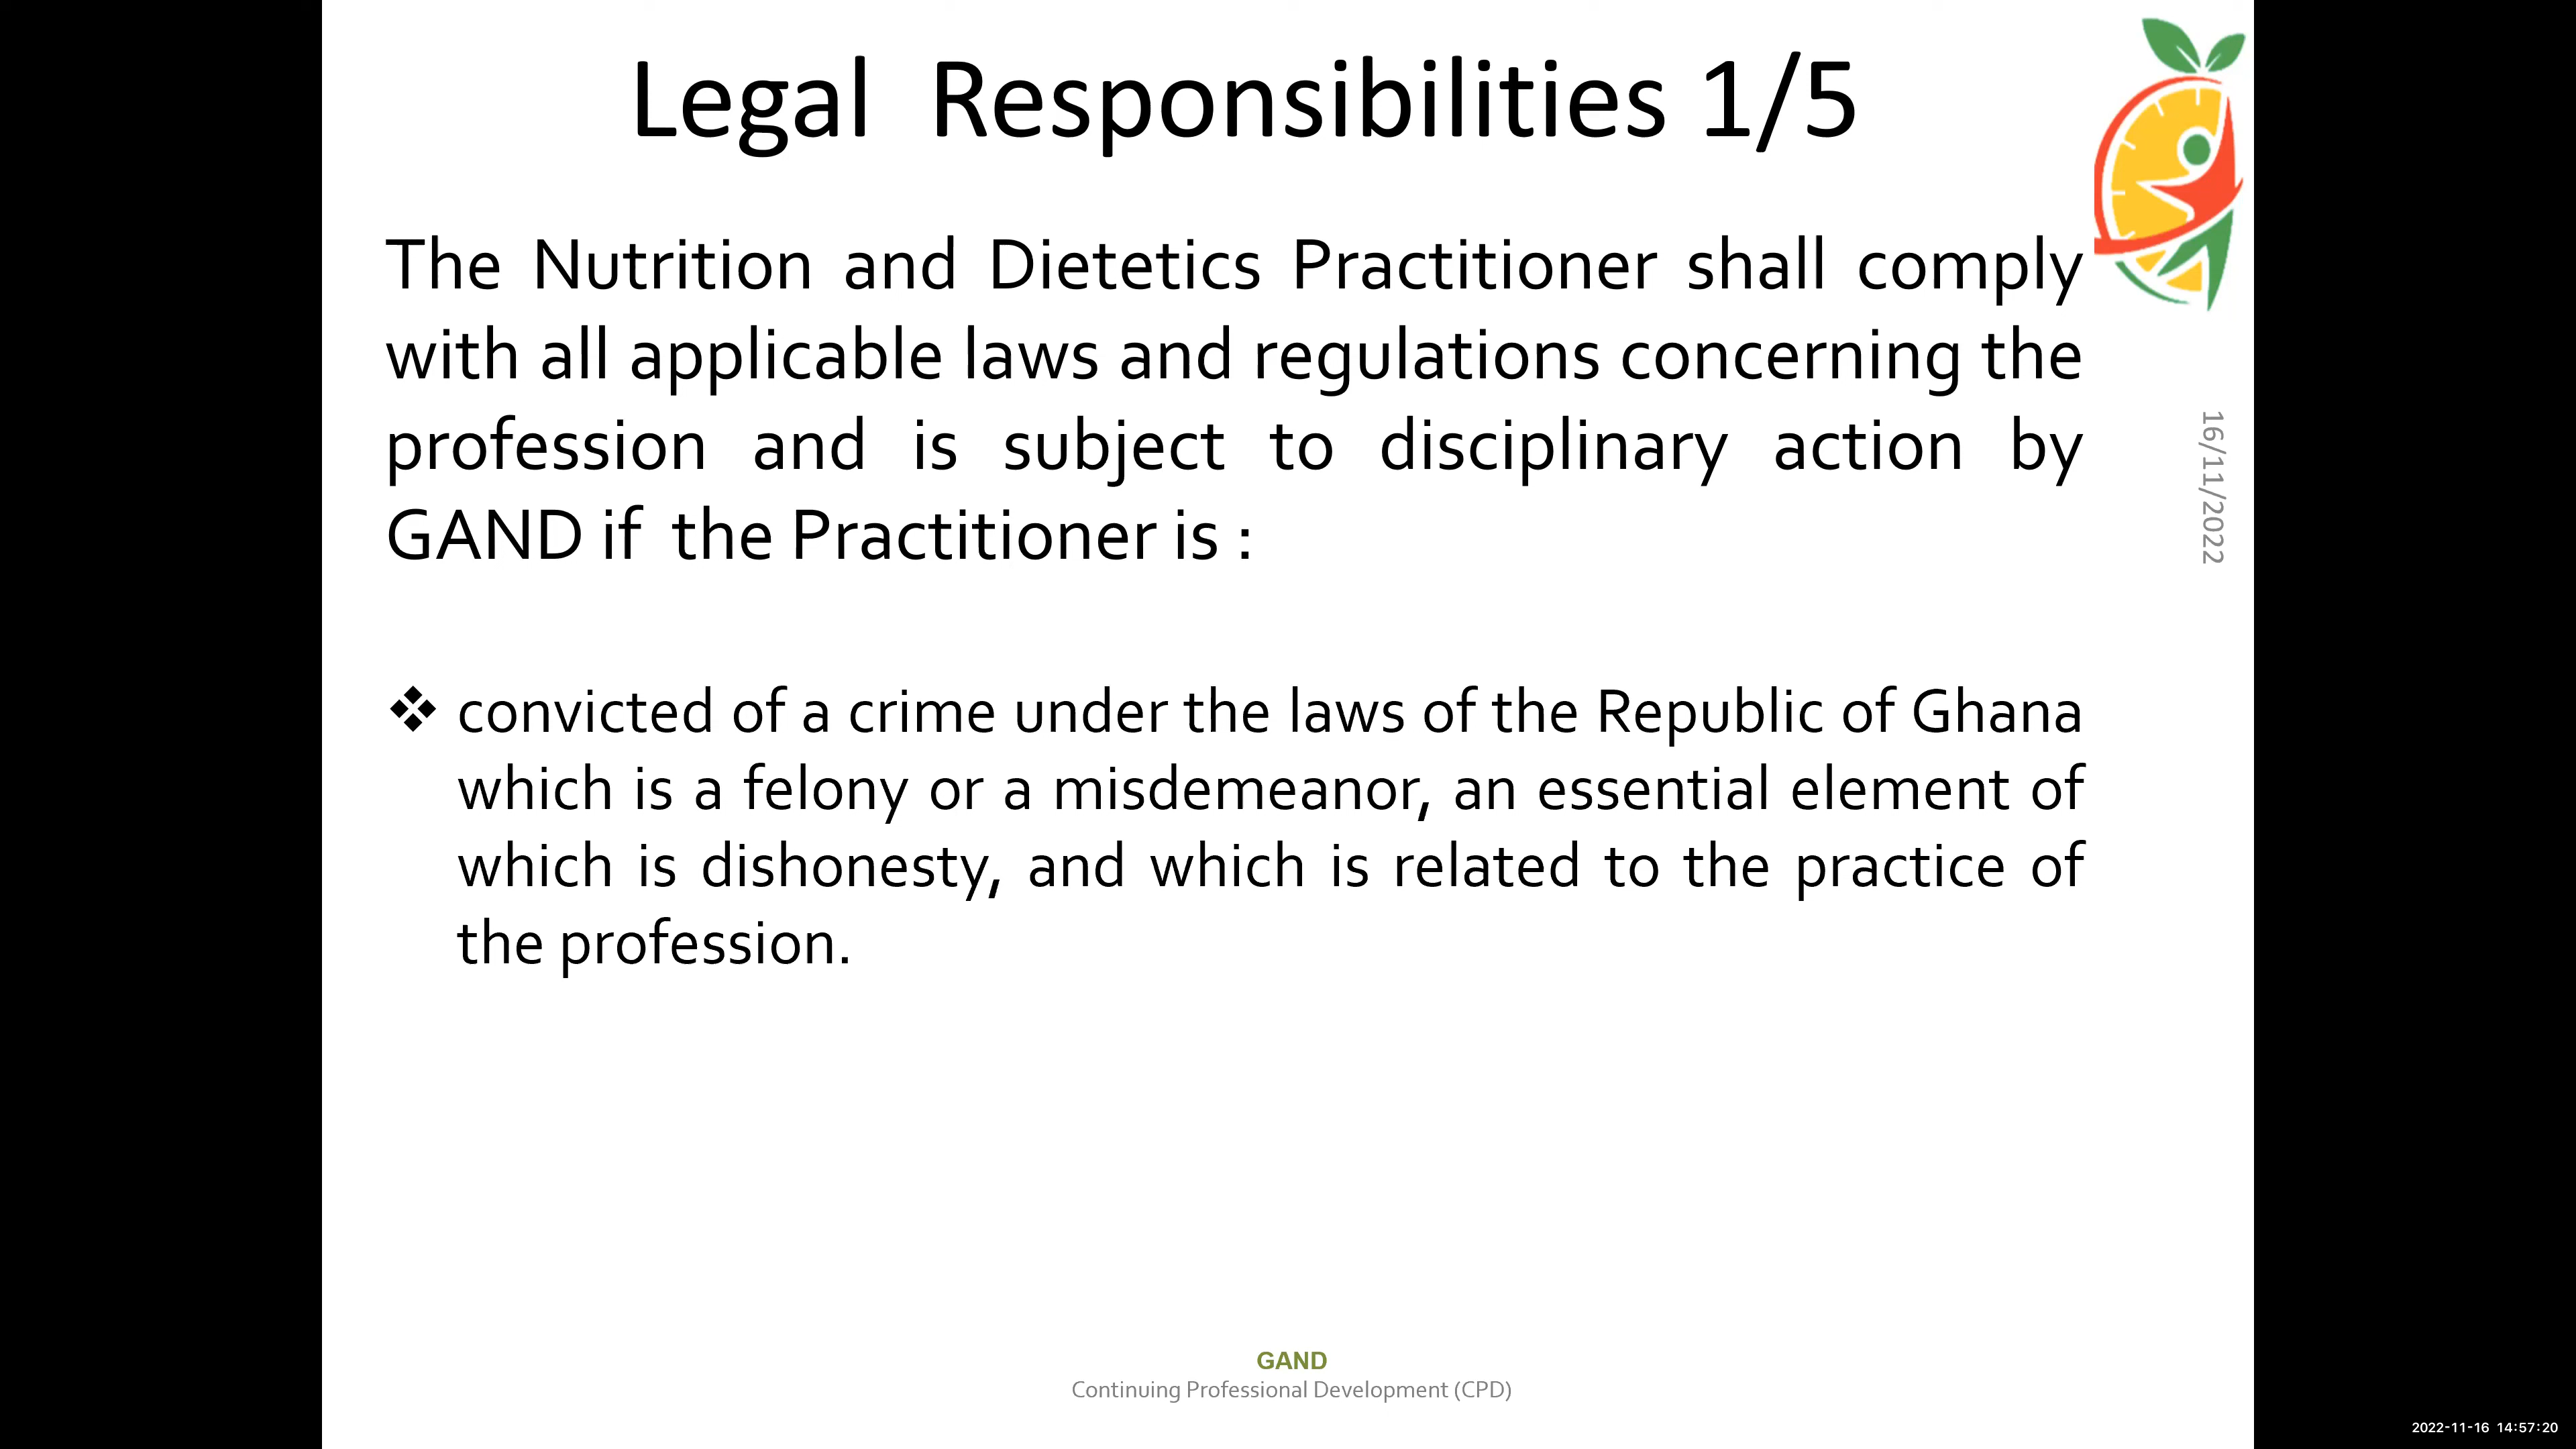 Legal Responsibilities 1/5
The Nutrition and Dietetics Practitioner shall comply
with all applicable laws and regulations concerning the
profession and is subject to disciplinary action by
GAND if the Practitioner is :
❖ convicted of a crime under the laws of the Republic of Ghana
which is a felony or a misdemeanor, an essential element of
which is dishonesty, and which is related to the practice of
the profession.
16/11/2022
GAND
Continuing Professional Development (CPD)
2022-11-16 14:57:20